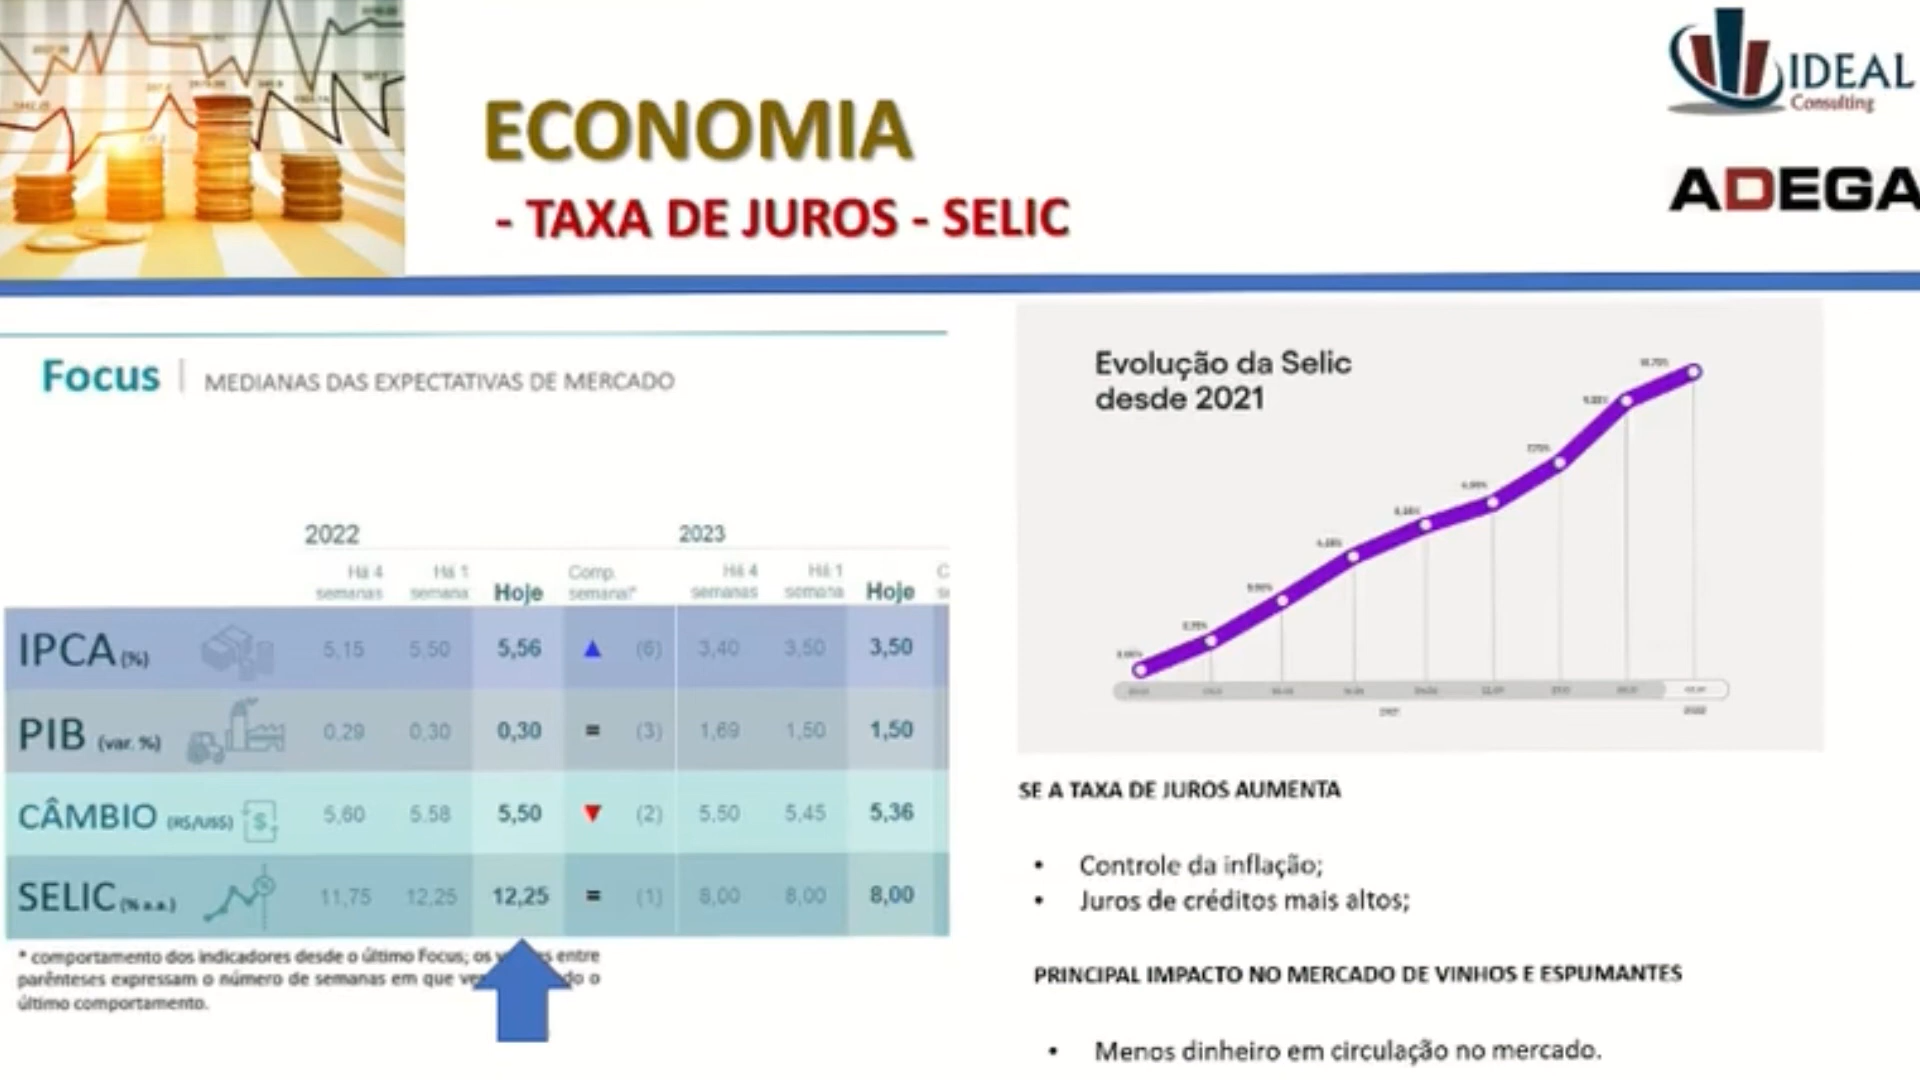 IDEAL
Consulting
ADEGA
ECONOMIA
- TAXA DE JUROS - SELIC
Focus | MEDIANAS DAS EXPECTATIVAS DE MERCADO
2022 2023
Há 4 semanas Há 1 semana Hoje Comp. semanal* Há 4 semanas Há 1 semana Hoje
IPCA (%) 5,15 5,50 5,56 ▲ (6) 3,40 3,50 3,50
PIB (var. %) 0,29 0,30 0,30 = (3) 1,69 1,50 1,50
CÂMBIO (R$/US$) 5,60 5.58 5,50 ▼ (2) 5,50 5,45 5,36
SELIC (% a.a.) 11,75 12,25 12,25 = (1) 8,00 8,00 8,00
* comportamento dos indicadores desde o último Focus; os entre
parênteses expressam o número de semanas em que o
último comportamento.
Evolução da Selic
desde 2021
2021 2022
SE A TAXA DE JUROS AUMENTA
• Controle da inflação;
• Juros de créditos mais altos;
PRINCIPAL IMPACTO NO MERCADO DE VINHOS E ESPUMANTES
• Menos dinheiro em circulação no mercado.